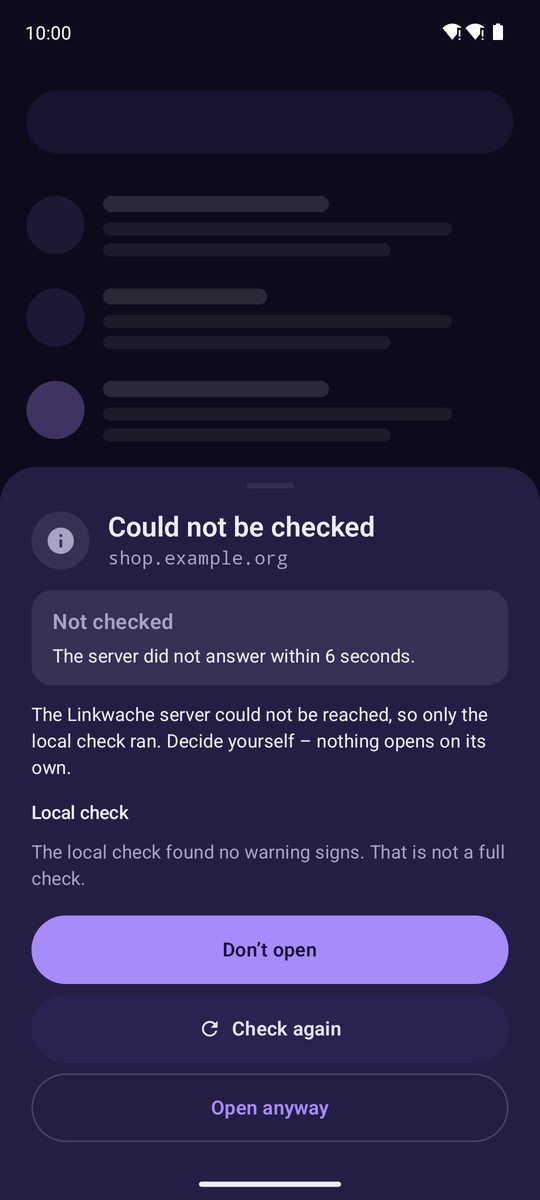 10:00
Could not be checked
shop.example.org
Not checked
The server did not answer within 6 seconds.
The Linkwache server could not be reached, so only the
local check ran. Decide yourself – nothing opens on its
own.
Local check
The local check found no warning signs. That is not a full
check.
Don’t open
Check again
Open anyway